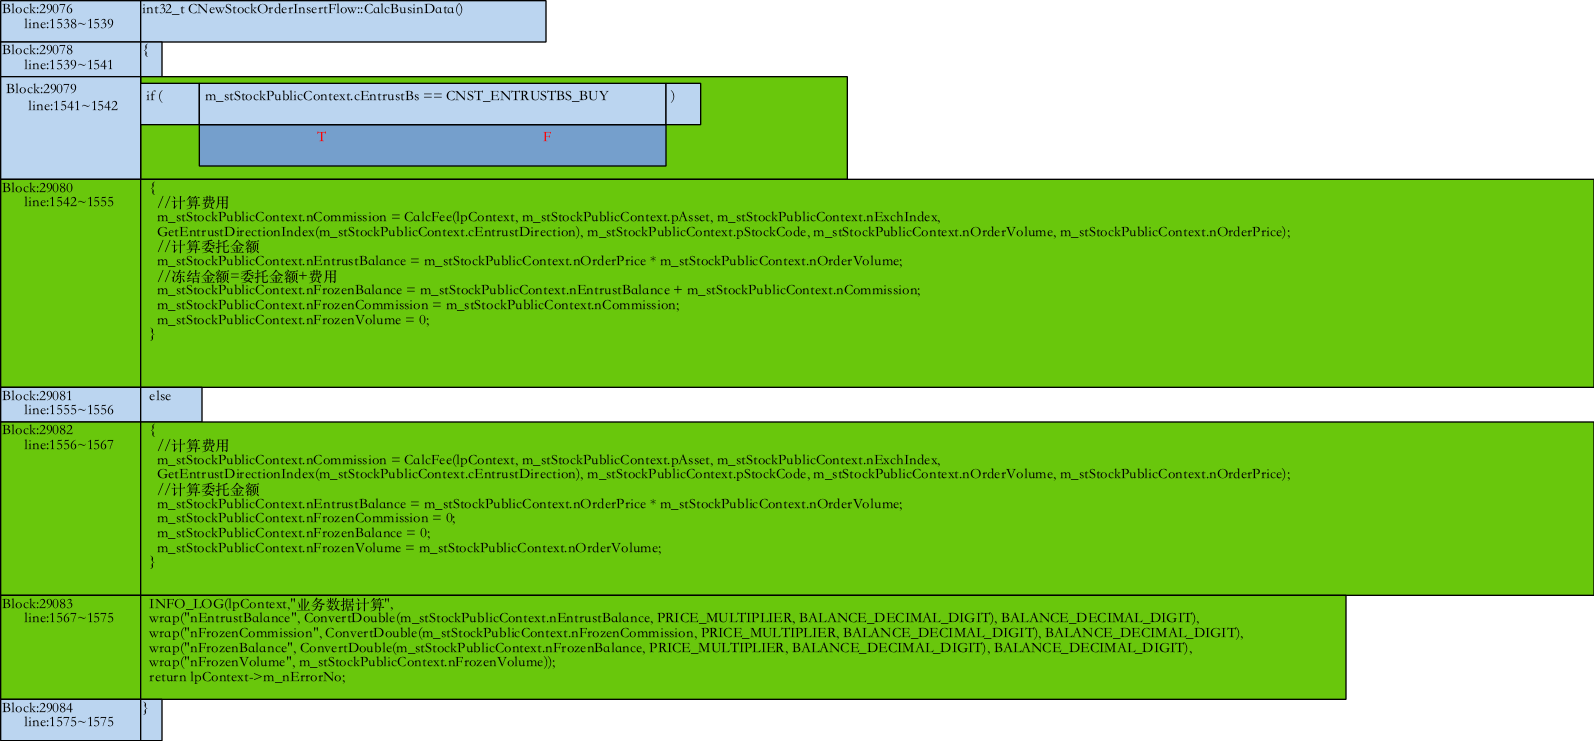 Block:29076 int32_t CNewStockOrderInsertFlow::CalcBusinData()
line:1538~1539
Block:29078 {
line:1539~1541
Block:29079 if ( m_stStockPublicContext.cEntrustBs == CNST_ENTRUSTBS_BUY )
line:1541~1542
T F
Block:29080 {
line:1542~1555 //计算费用
m_stStockPublicContext.nCommission = CalcFee(lpContext, m_stStockPublicContext.pAsset, m_stStockPublicContext.nExchIndex,
GetEntrustDirectionIndex(m_stStockPublicContext.cEntrustDirection), m_stStockPublicContext.pStockCode, m_stStockPublicContext.nOrderVolume, m_stStockPublicContext.nOrderPrice);
//计算委托金额
m_stStockPublicContext.nEntrustBalance = m_stStockPublicContext.nOrderPrice * m_stStockPublicContext.nOrderVolume;
//冻结金额=委托金额+费用
m_stStockPublicContext.nFrozenBalance = m_stStockPublicContext.nEntrustBalance + m_stStockPublicContext.nCommission;
m_stStockPublicContext.nFrozenCommission = m_stStockPublicContext.nCommission;
m_stStockPublicContext.nFrozenVolume = 0;
}
Block:29081 else
line:1555~1556
Block:29082 {
line:1556~1567 //计算费用
m_stStockPublicContext.nCommission = CalcFee(lpContext, m_stStockPublicContext.pAsset, m_stStockPublicContext.nExchIndex,
GetEntrustDirectionIndex(m_stStockPublicContext.cEntrustDirection), m_stStockPublicContext.pStockCode, m_stStockPublicContext.nOrderVolume, m_stStockPublicContext.nOrderPrice);
//计算委托金额
m_stStockPublicContext.nEntrustBalance = m_stStockPublicContext.nOrderPrice * m_stStockPublicContext.nOrderVolume;
m_stStockPublicContext.nFrozenCommission = 0;
m_stStockPublicContext.nFrozenBalance = 0;
m_stStockPublicContext.nFrozenVolume = m_stStockPublicContext.nOrderVolume;
}
Block:29083 INFO_LOG(lpContext,"业务数据计算",
line:1567~1575 wrap("nEntrustBalance", ConvertDouble(m_stStockPublicContext.nEntrustBalance, PRICE_MULTIPLIER, BALANCE_DECIMAL_DIGIT), BALANCE_DECIMAL_DIGIT),
wrap("nFrozenCommission", ConvertDouble(m_stStockPublicContext.nFrozenCommission, PRICE_MULTIPLIER, BALANCE_DECIMAL_DIGIT), BALANCE_DECIMAL_DIGIT),
wrap("nFrozenBalance", ConvertDouble(m_stStockPublicContext.nFrozenBalance, PRICE_MULTIPLIER, BALANCE_DECIMAL_DIGIT), BALANCE_DECIMAL_DIGIT),
wrap("nFrozenVolume", m_stStockPublicContext.nFrozenVolume));
return lpContext->m_nErrorNo;
Block:29084 }
line:1575~1575